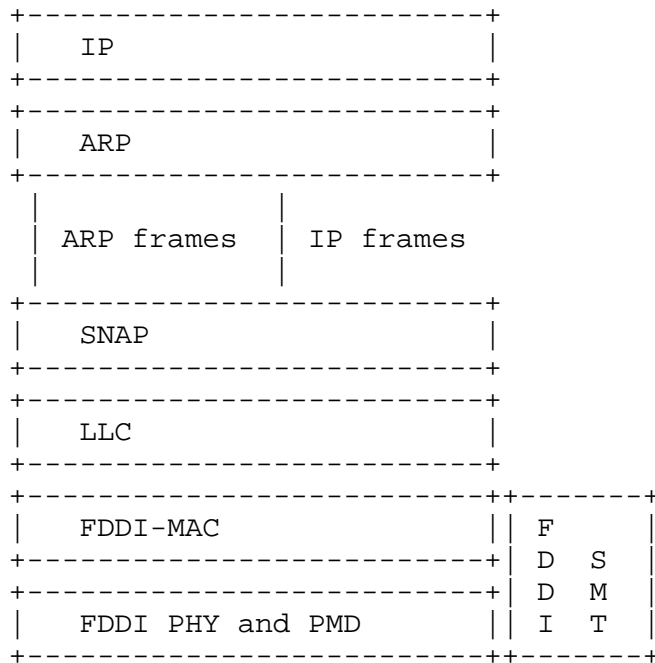 IP
ARP
ARP frames IP frames
SNAP
LLC
FDDI-MAC F
D S
D M
FDDI PHY and PMD I T